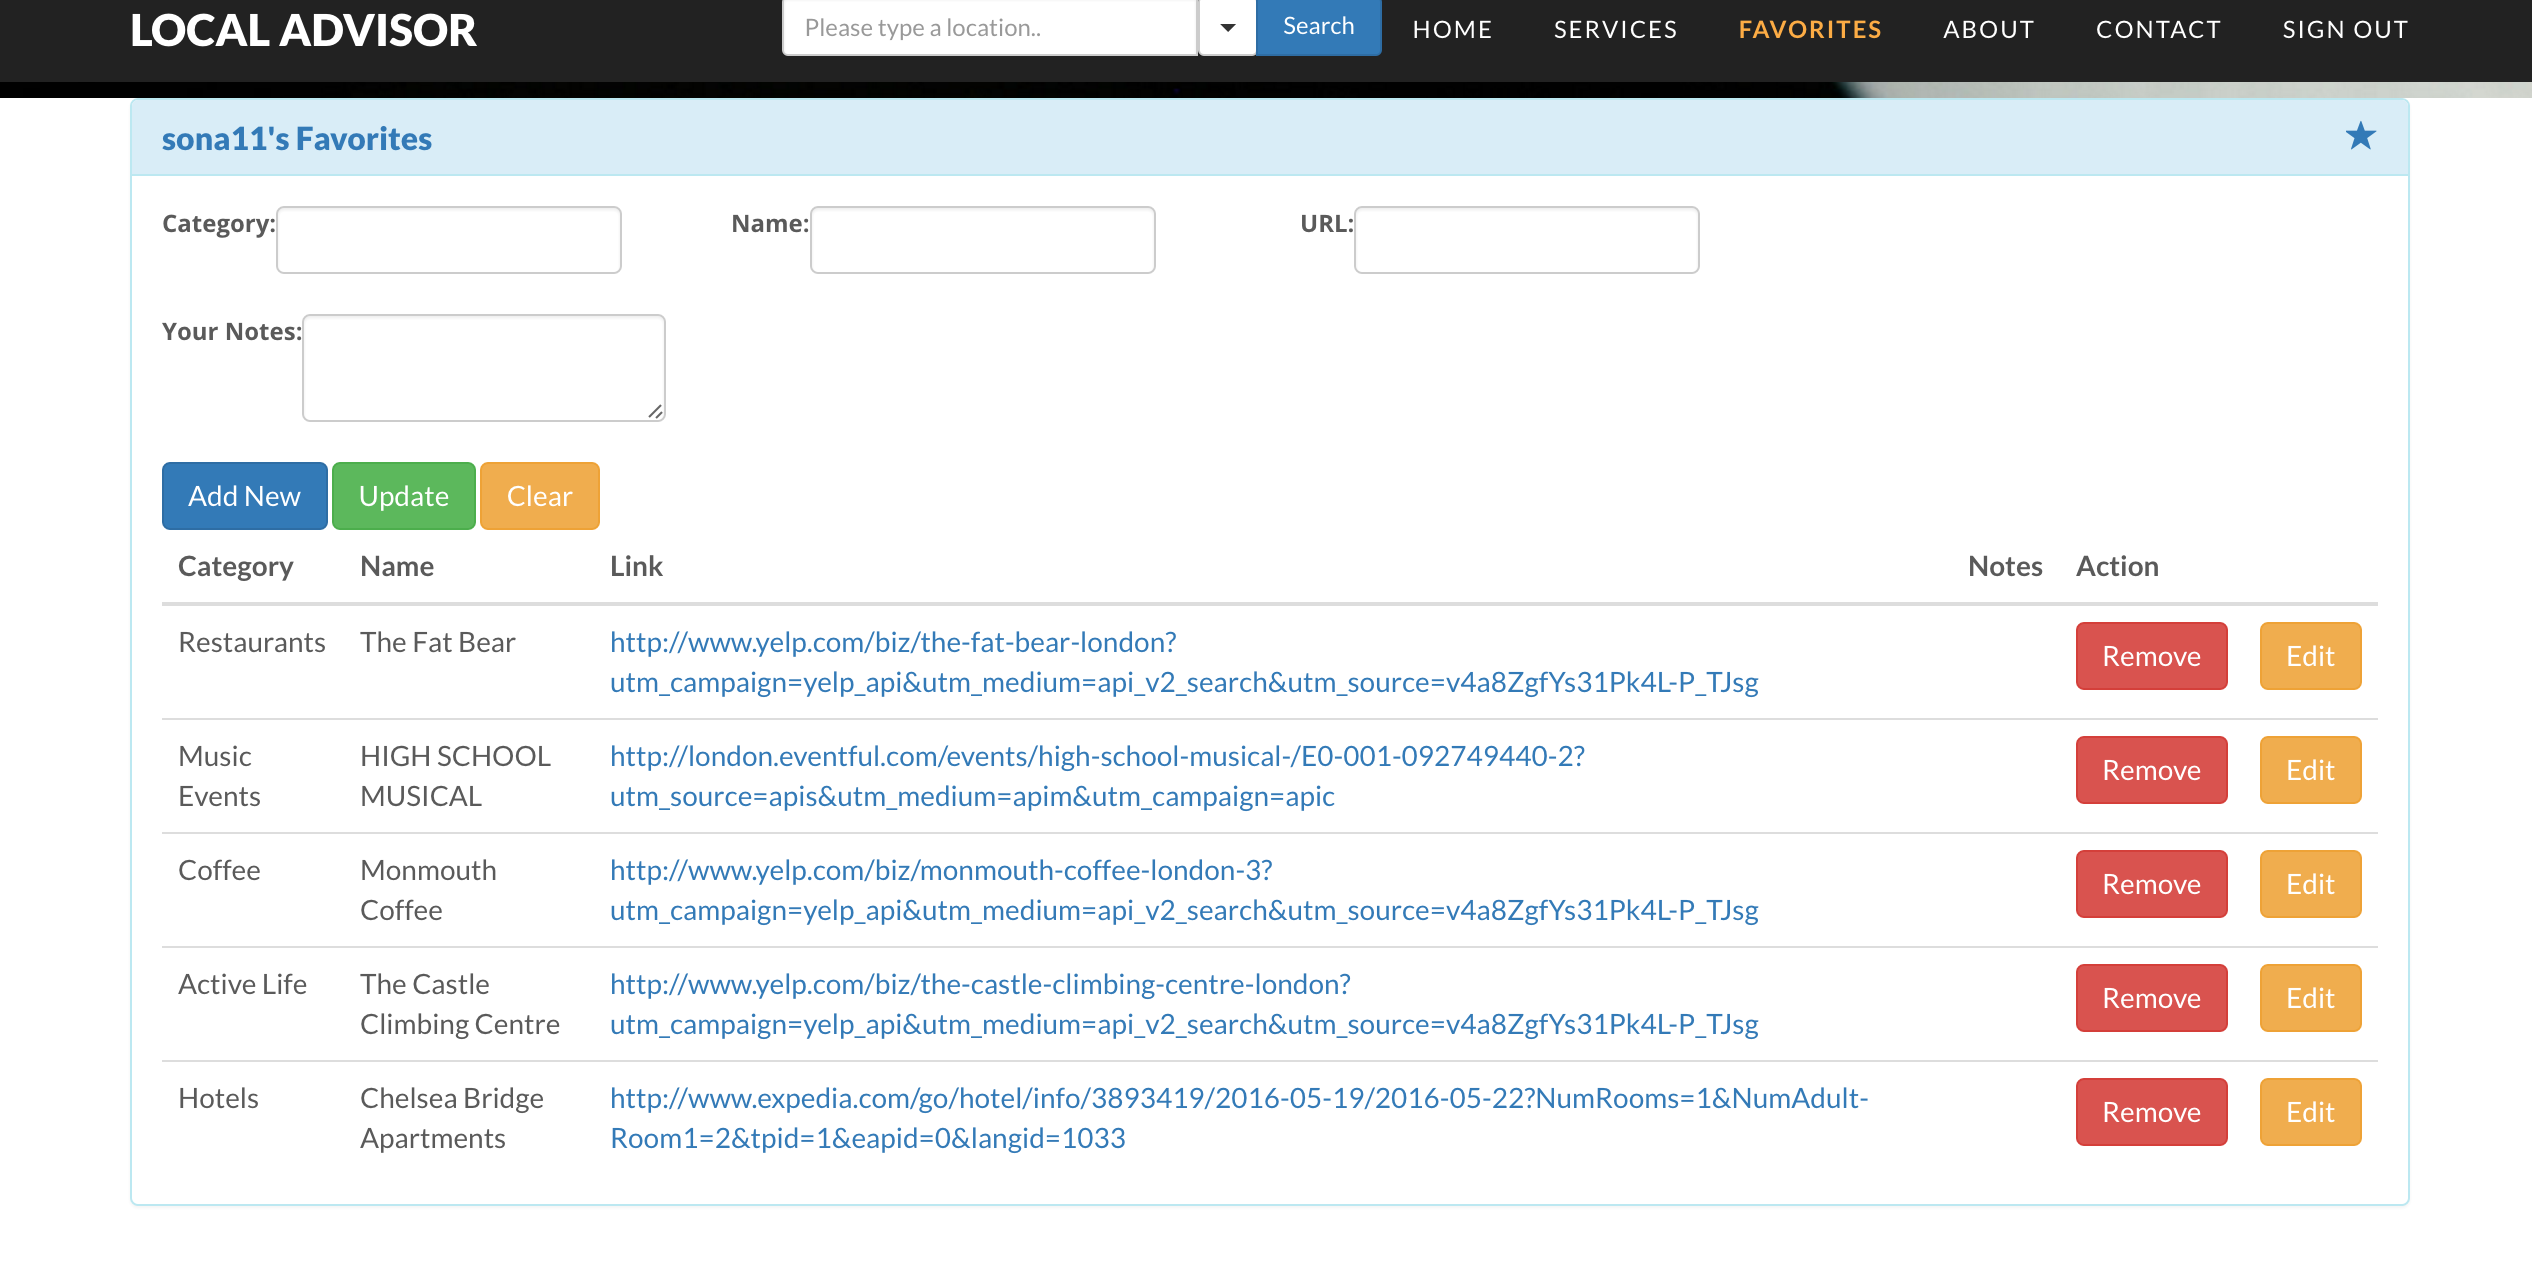 LOCAL ADVISOR
Please type a location..
Search
HOME
SERVICES
FAVORITES
ABOUT
CONTACT
SIGN OUT
sona11's Favorites
Category:
Name:
URL:
Your Notes:
Add New
Update
Clear
Category
Name
Link
Notes
Action
Restaurants
The Fat Bear
http://www.yelp.com/biz/the-fat-bear-london?
utm_campaign=yelp_api&utm_medium=api_v2_search&utm_source=v4a8ZgfYs31Pk4L-P_TJsg
Remove
Edit
Music
Events
HIGH SCHOOL
MUSICAL
http://london.eventful.com/events/high-school-musical-/E0-001-092749440-2?
utm_source=apis&utm_medium=apim&utm_campaign=apic
Remove
Edit
Coffee
Monmouth
Coffee
http://www.yelp.com/biz/monmouth-coffee-london-3?
utm_campaign=yelp_api&utm_medium=api_v2_search&utm_source=v4a8ZgfYs31Pk4L-P_TJsg
Remove
Edit
Active Life
The Castle
Climbing Centre
http://www.yelp.com/biz/the-castle-climbing-centre-london?
utm_campaign=yelp_api&utm_medium=api_v2_search&utm_source=v4a8ZgfYs31Pk4L-P_TJsg
Remove
Edit
Hotels
Chelsea Bridge
Apartments
http://www.expedia.com/go/hotel/info/3893419/2016-05-19/2016-05-22?NumRooms=1&NumAdult-
Room1=2&tpid=1&eapid=0&langid=1033
Remove
Edit